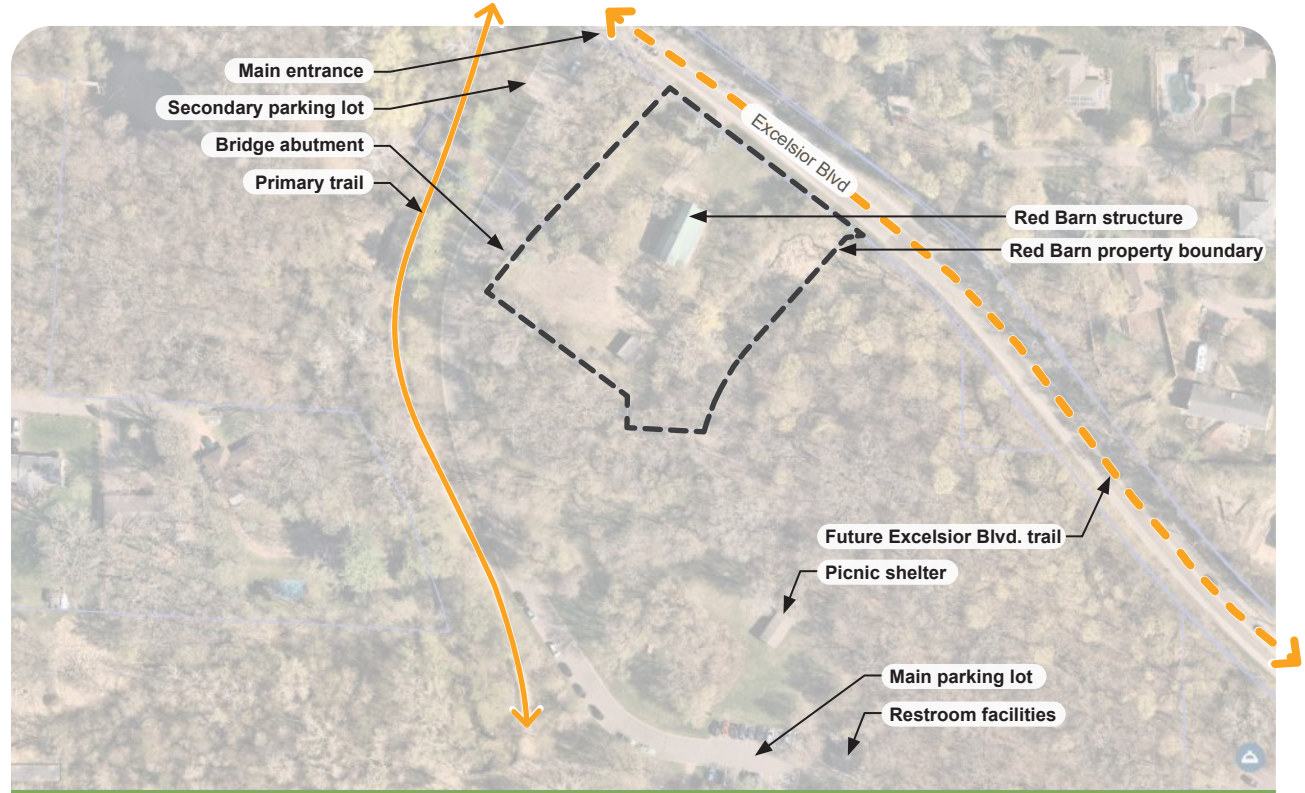 Main entrance
Secondary parking lot
Bridge abutment
Primary trail
Excelsior Blvd
Red Barn structure
Red Barn property boundary
Future Excelsior Blvd. trail
Picnic shelter
Main parking lot
Restroom facilities